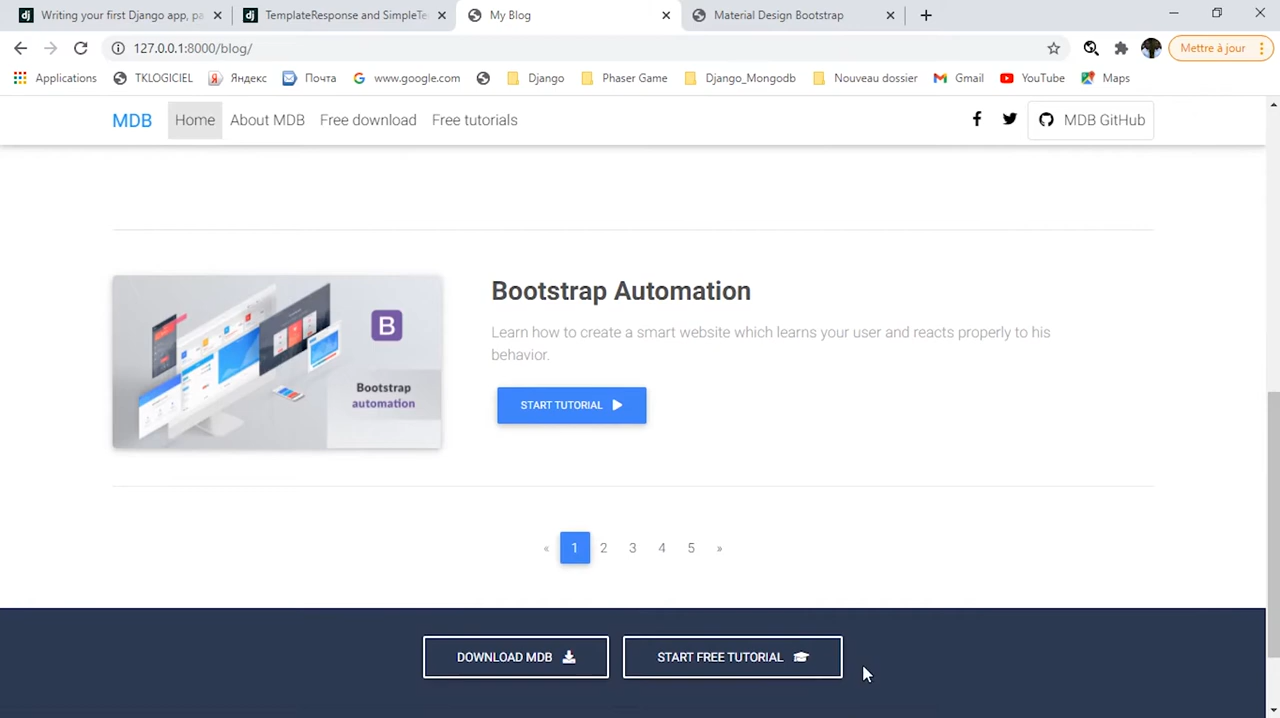 Writing your first Django app, pa
TemplateResponse and SimpleTe
My Blog
Material Design Bootstrap
127.0.0.1:8000/blog/
Mettre à jour
Applications
TKLOGICIEL
Яндекс
Почта
www.google.com
Django
Phaser Game
Django_Mongodb
Nouveau dossier
Gmail
YouTube
Maps
MDB Home About MDB Free download Free tutorials
MDB GitHub
B
Bootstrap
automation
Bootstrap Automation
Learn how to create a smart website which learns your user and reacts properly to his
behavior.
START TUTORIAL
« 1 2 3 4 5 »
DOWNLOAD MDB
START FREE TUTORIAL